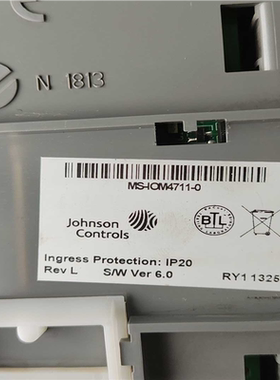 N 1813
MS-IOM4711-0
Johnson
Controls
BTL
Ingress Protection: IP20
Rev L S/W Ver 6.0
RY1 1325